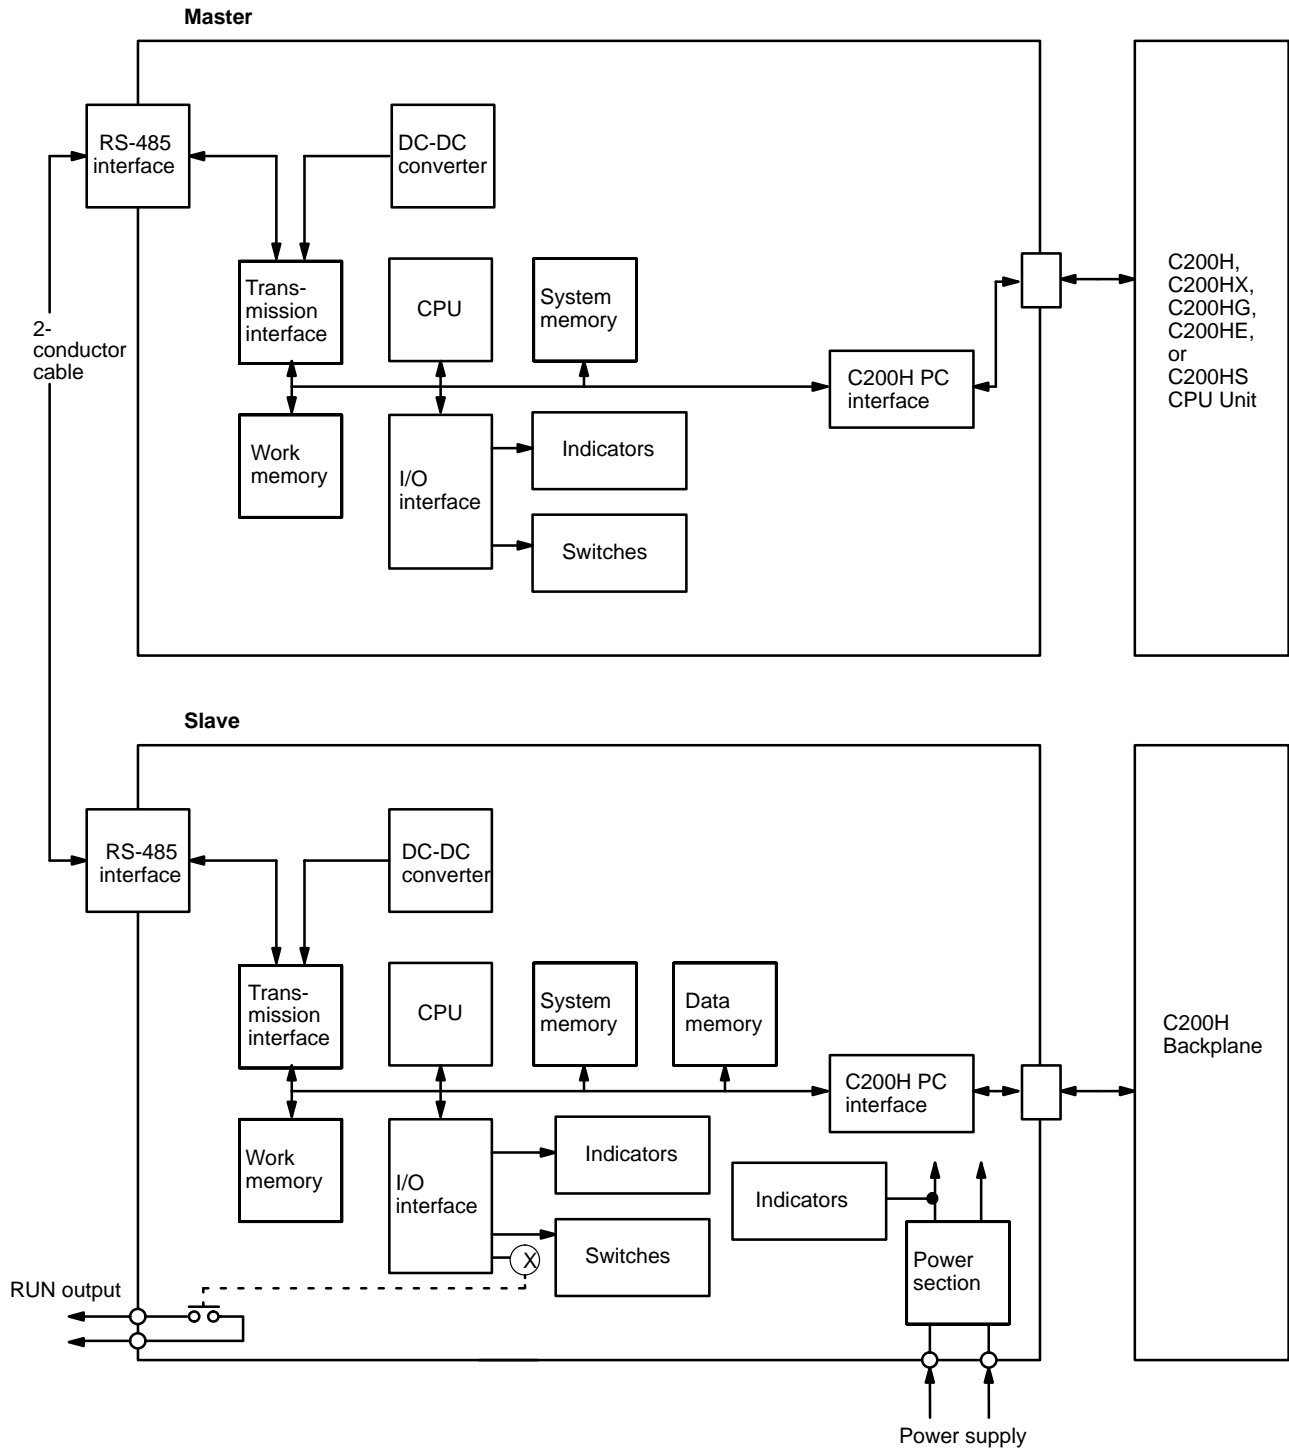 Master
RS-485
interface
DC-DC
converter
Trans-
mission
interface
CPU
System
memory
C200H,
C200HX,
C200HG,
C200HE,
or
C200HS
CPU Unit
2-
conductor
cable
C200H PC
interface
Work
memory
I/O
interface
Indicators
Switches
Slave
RS-485
interface
DC-DC
converter
Trans-
mission
interface
CPU
System
memory
Data
memory
C200H
Backplane
C200H PC
interface
Work
memory
I/O
interface
Indicators
Indicators
Switches
X
Power
section
RUN output
Power supply